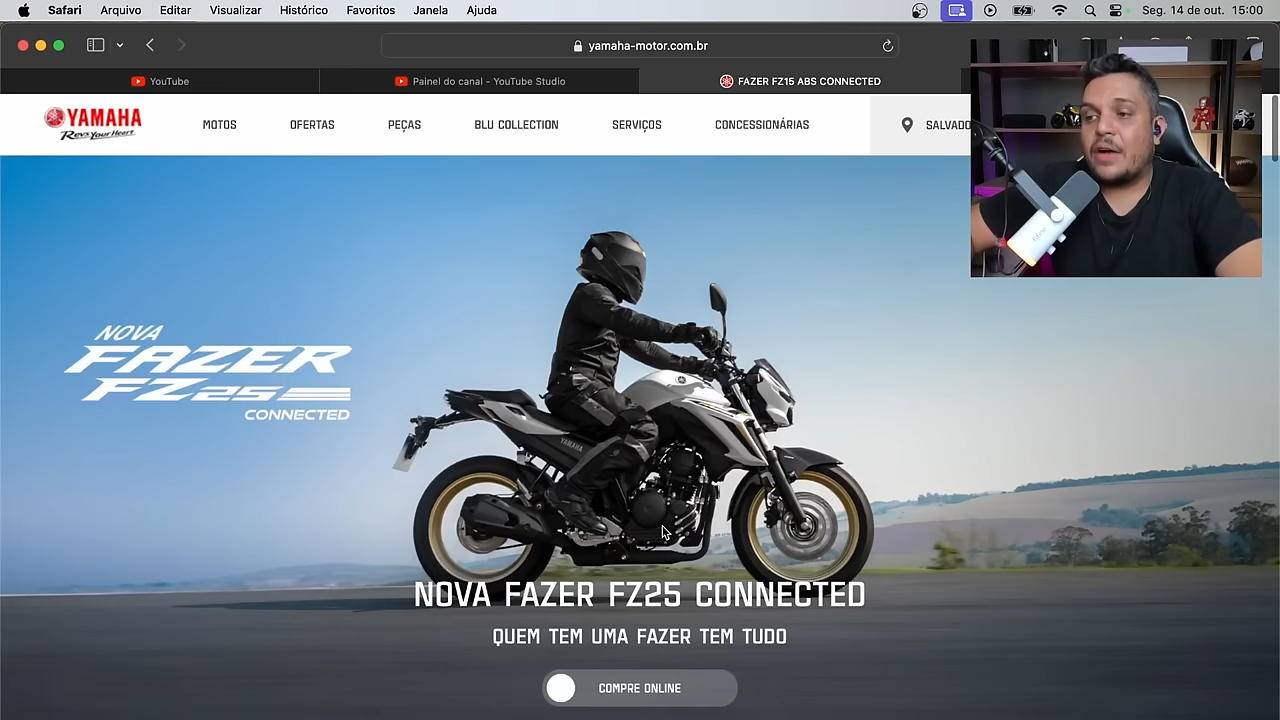 Safari Arquivo Editar Visualizar Histórico Favoritos Janela Ajuda Seg. 14 de out. 15:00
yamaha-motor.com.br
YouTube Painel do canal - YouTube Studio FAZER FZ15 ABS CONNECTED
YAMAHA
Revs Your Heart
MOTOS OFERTAS PEÇAS BLU COLLECTION SERVIÇOS CONCESSIONÁRIAS SALVADO
NOVA
FAZER
FZ25
CONNECTED
YAMAHA
NOVA FAZER FZ25 CONNECTED
QUEM TEM UMA FAZER TEM TUDO
COMPRE ONLINE